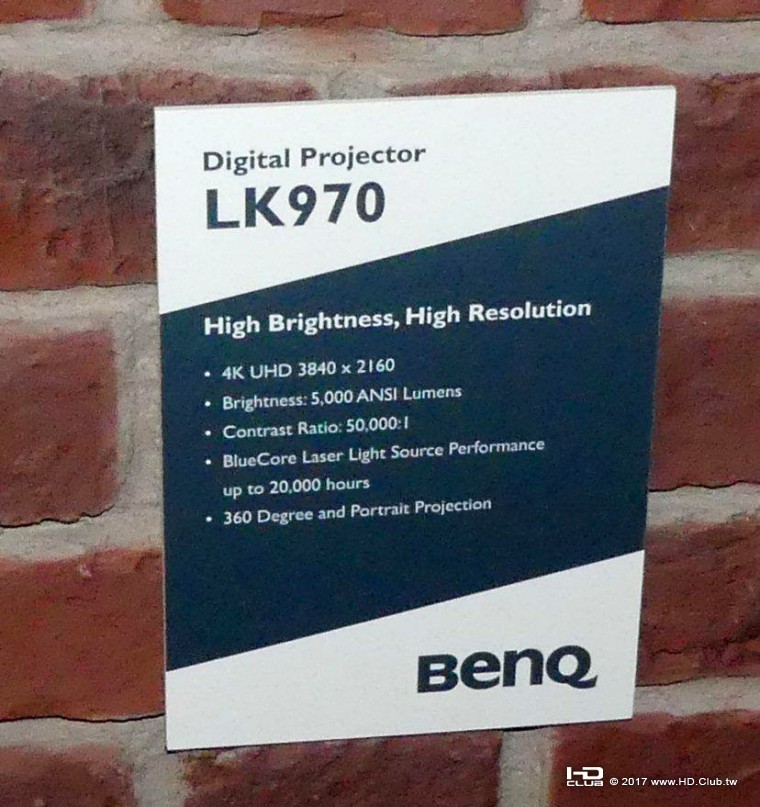 Digital Projector
LK970
High Brightness, High Resolution
• 4K UHD 3840 x 2160
• Brightness: 5,000 ANSI Lumens
• Contrast Ratio: 50,000:1
• BlueCore Laser Light Source Performance
up to 20,000 hours
• 360 Degree and Portrait Projection
BenQ
HD CLUB © 2017 www.HD.Club.tw